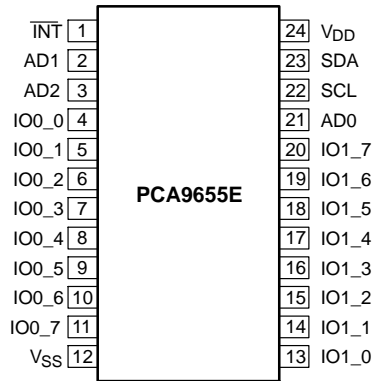 INT 1 24 VDD
AD1 2 23 SDA
AD2 3 22 SCL
IO0_0 4 21 AD0
IO0_1 5 20 IO1_7
IO0_2 6 19 IO1_6
IO0_3 7 18 IO1_5
IO0_4 8 17 IO1_4
IO0_5 9 16 IO1_3
IO0_6 10 15 IO1_2
IO0_7 11 14 IO1_1
VSS 12 13 IO1_0
PCA9655E